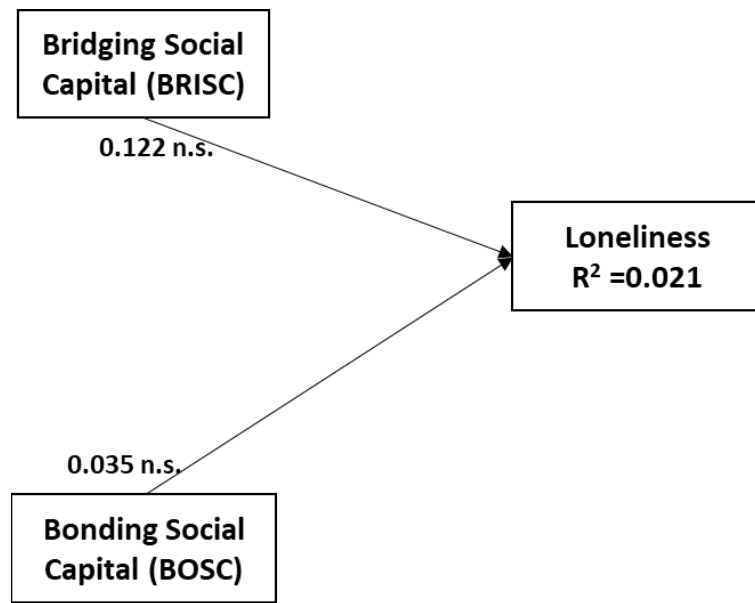 Bridging Social
Capital (BRISC)
0.122 n.s.
Loneliness
R² =0.021
0.035 n.s.
Bonding Social
Capital (BOSC)